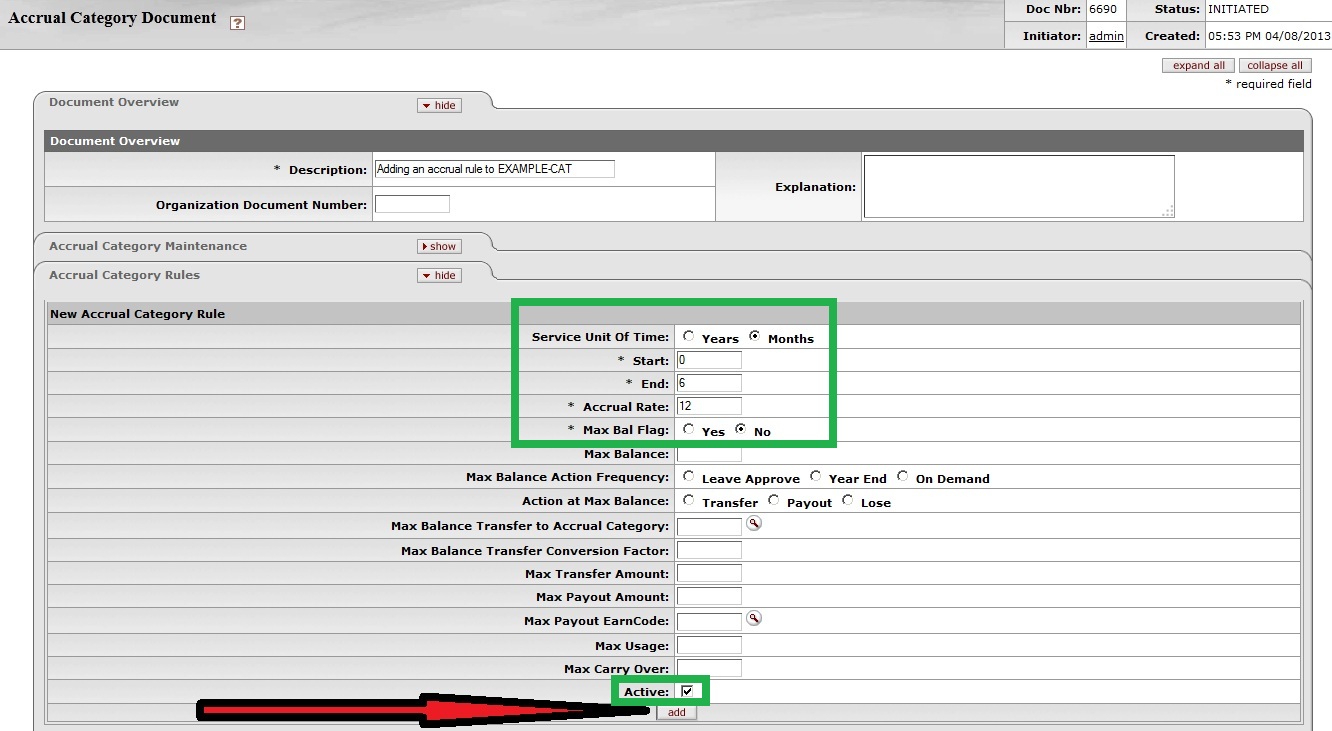 Accrual Category Document ?
Doc Nbr: 6690 Status: INITIATED
Initiator: admin Created: 05:53 PM 04/08/2013
expand all collapse all
* required field
Document Overview hide
Document Overview
* Description: Adding an accrual rule to EXAMPLE-CAT
Explanation:
Organization Document Number:
Accrual Category Maintenance show
Accrual Category Rules hide
New Accrual Category Rule
Service Unit Of Time: Years Months
* Start: 0
* End: 6
* Accrual Rate: 12
* Max Bal Flag: Yes No
Max Balance:
Max Balance Action Frequency: Leave Approve Year End On Demand
Action at Max Balance: Transfer Payout Lose
Max Balance Transfer to Accrual Category:
Max Balance Transfer Conversion Factor:
Max Transfer Amount:
Max Payout Amount:
Max Payout EarnCode:
Max Usage:
Max Carry Over:
Active:
add